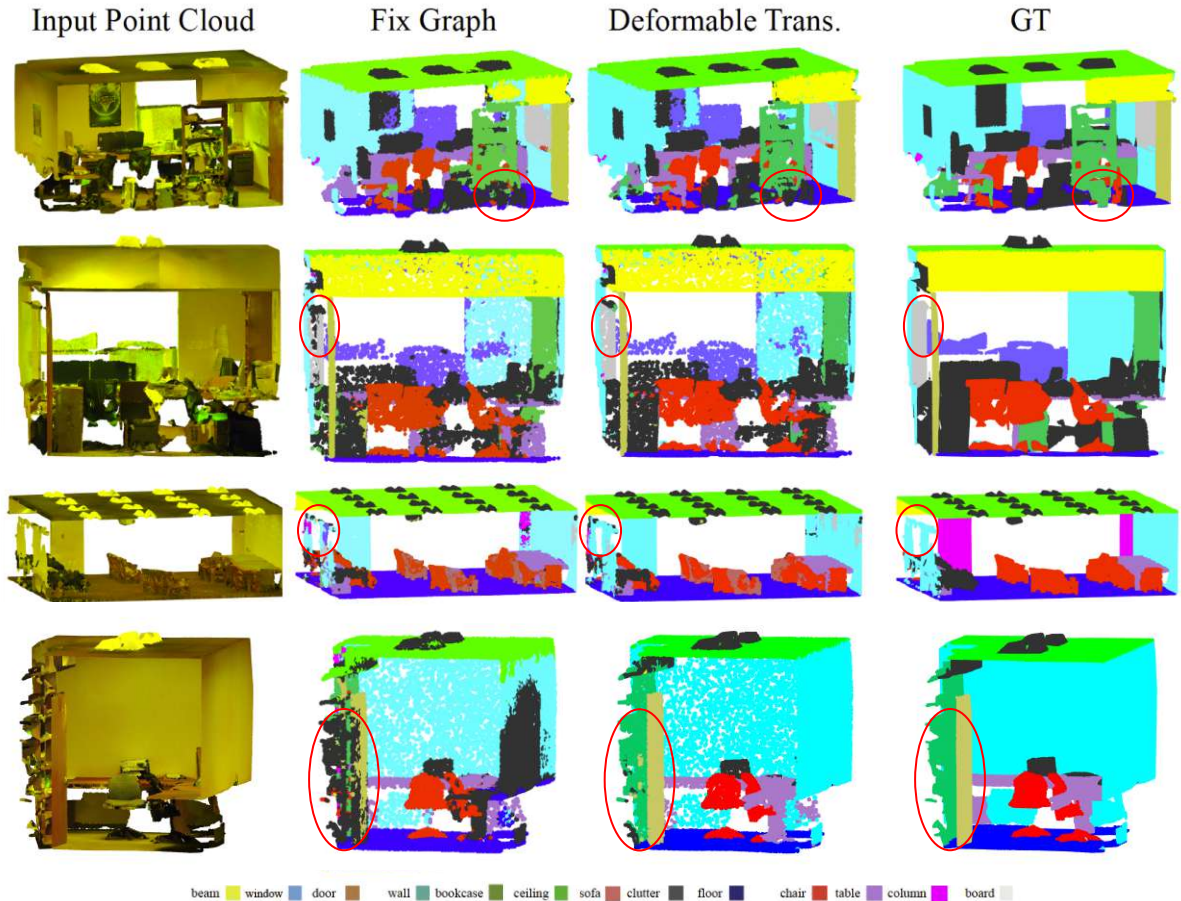 Input Point Cloud Fix Graph Deformable Trans. GT
beam window door wall bookcase ceiling sofa clutter floor chair table column board